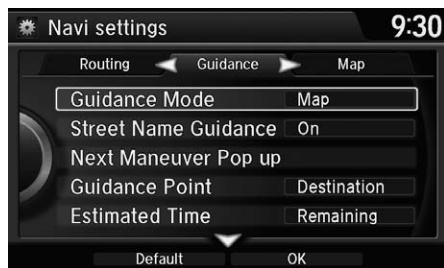 Navi settings 9:30
Routing Guidance Map
Guidance Mode Map
Street Name Guidance On
Next Maneuver Pop up
Guidance Point Destination
Estimated Time Remaining
Default OK